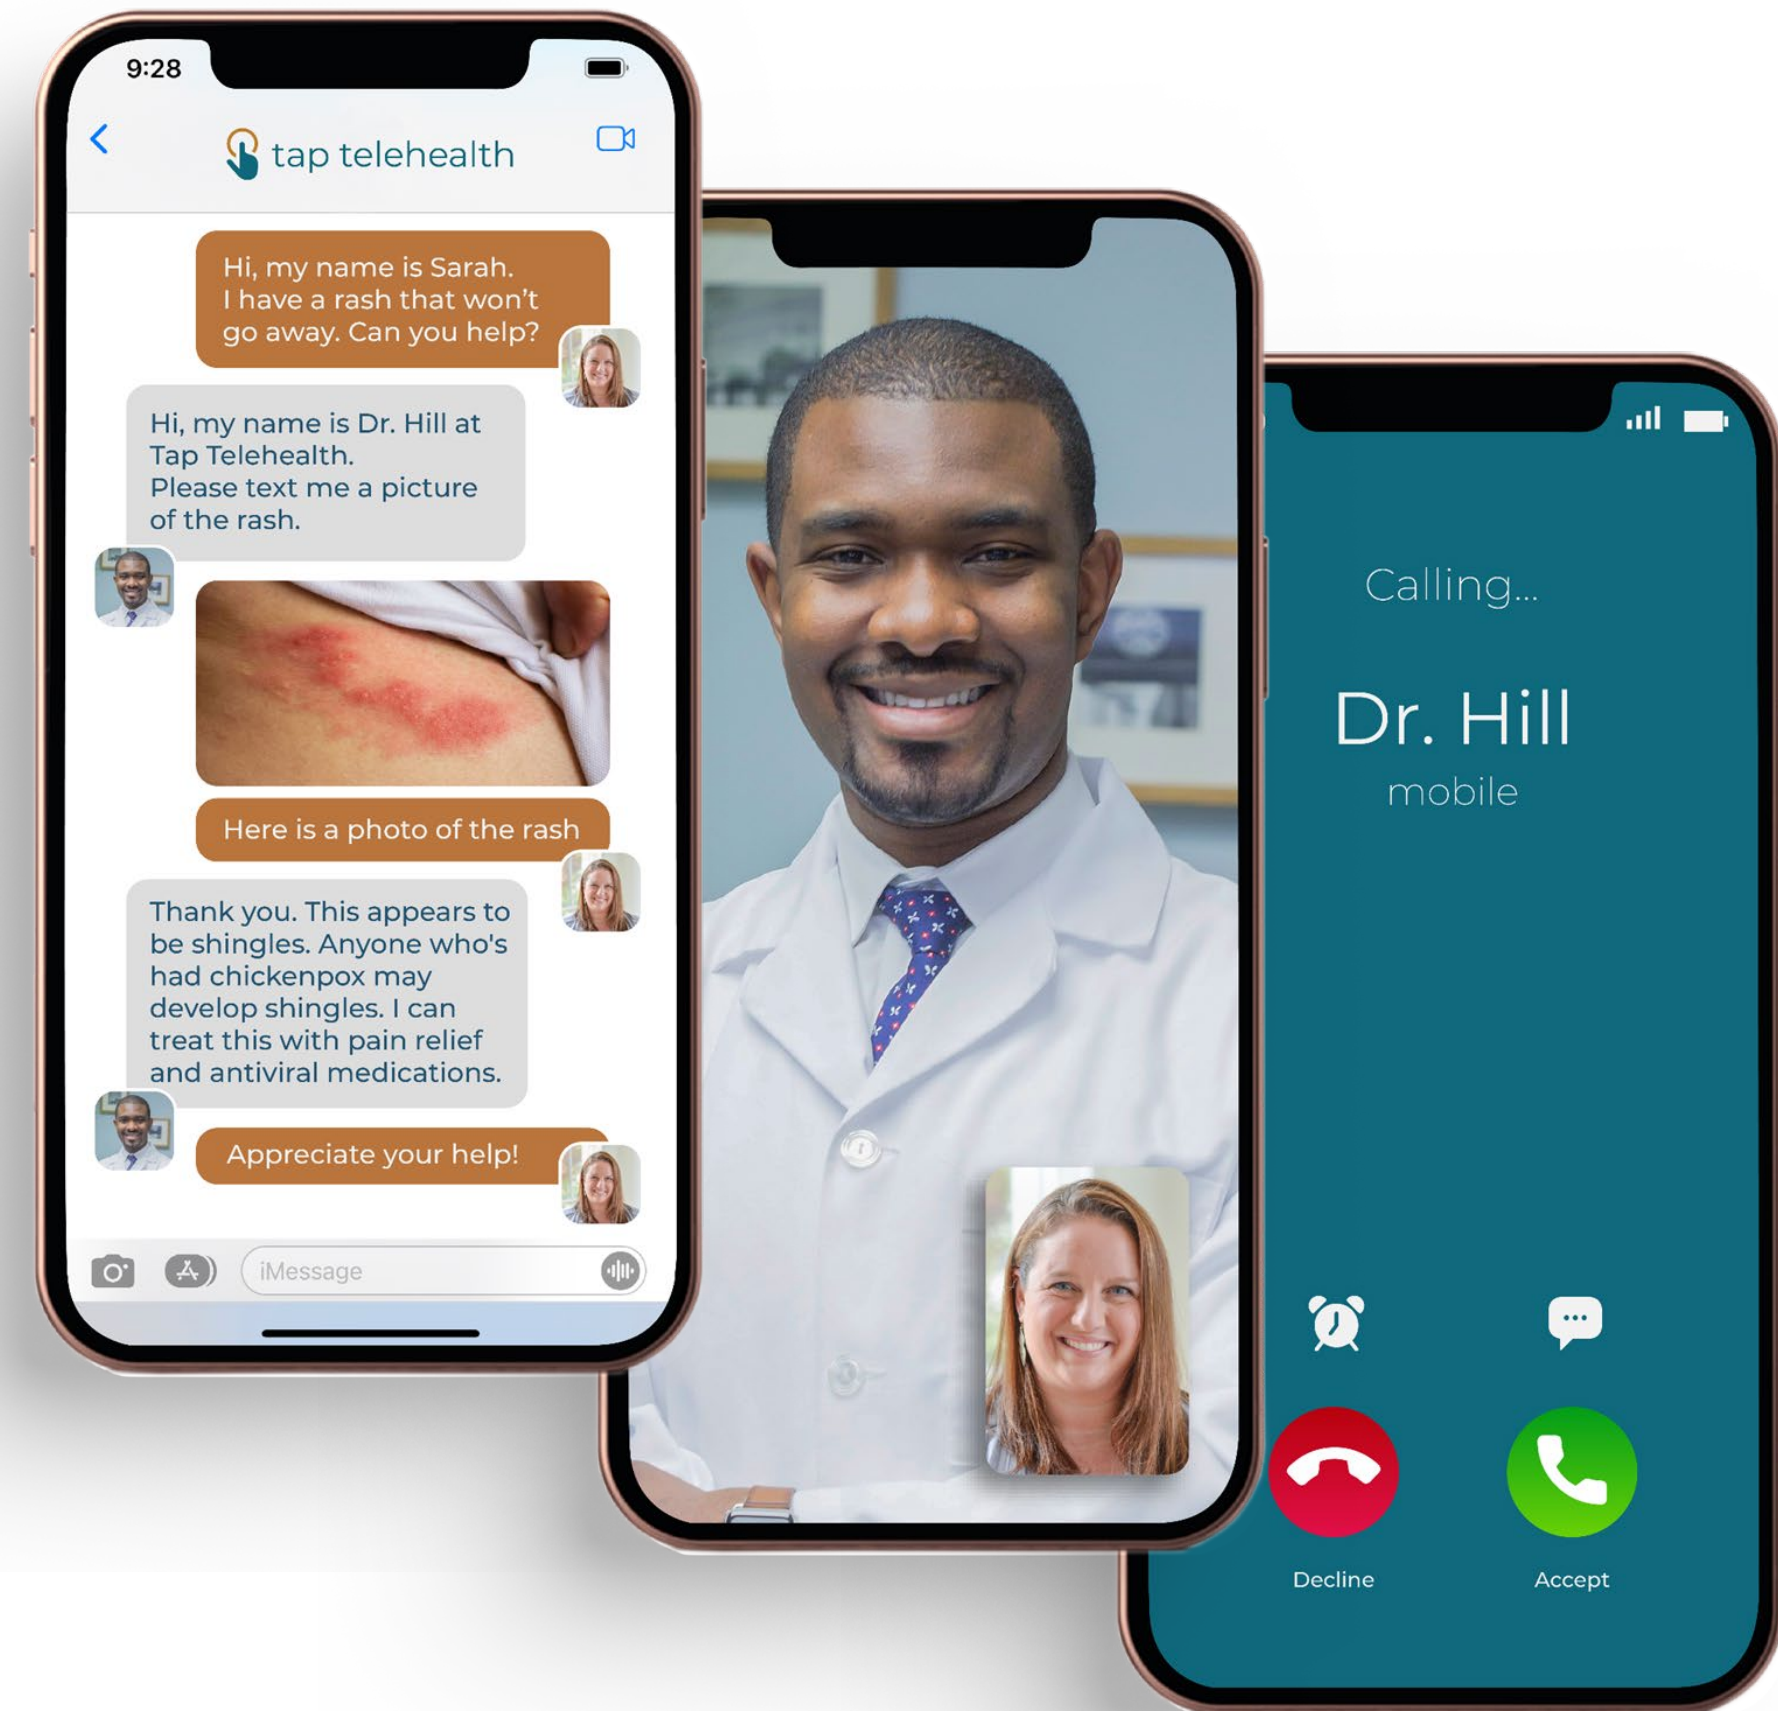 9:28
tap telehealth
Hi, my name is Sarah.
I have a rash that won't
go away. Can you help?
Hi, my name is Dr. Hill at
Tap Telehealth.
Please text me a picture
of the rash.
Here is a photo of the rash
Thank you. This appears to
be shingles. Anyone who's
had chickenpox may
develop shingles. I can
treat this with pain relief
and antiviral medications.
Appreciate your help!
iMessage
Calling...
Dr. Hill
mobile
Decline
Accept